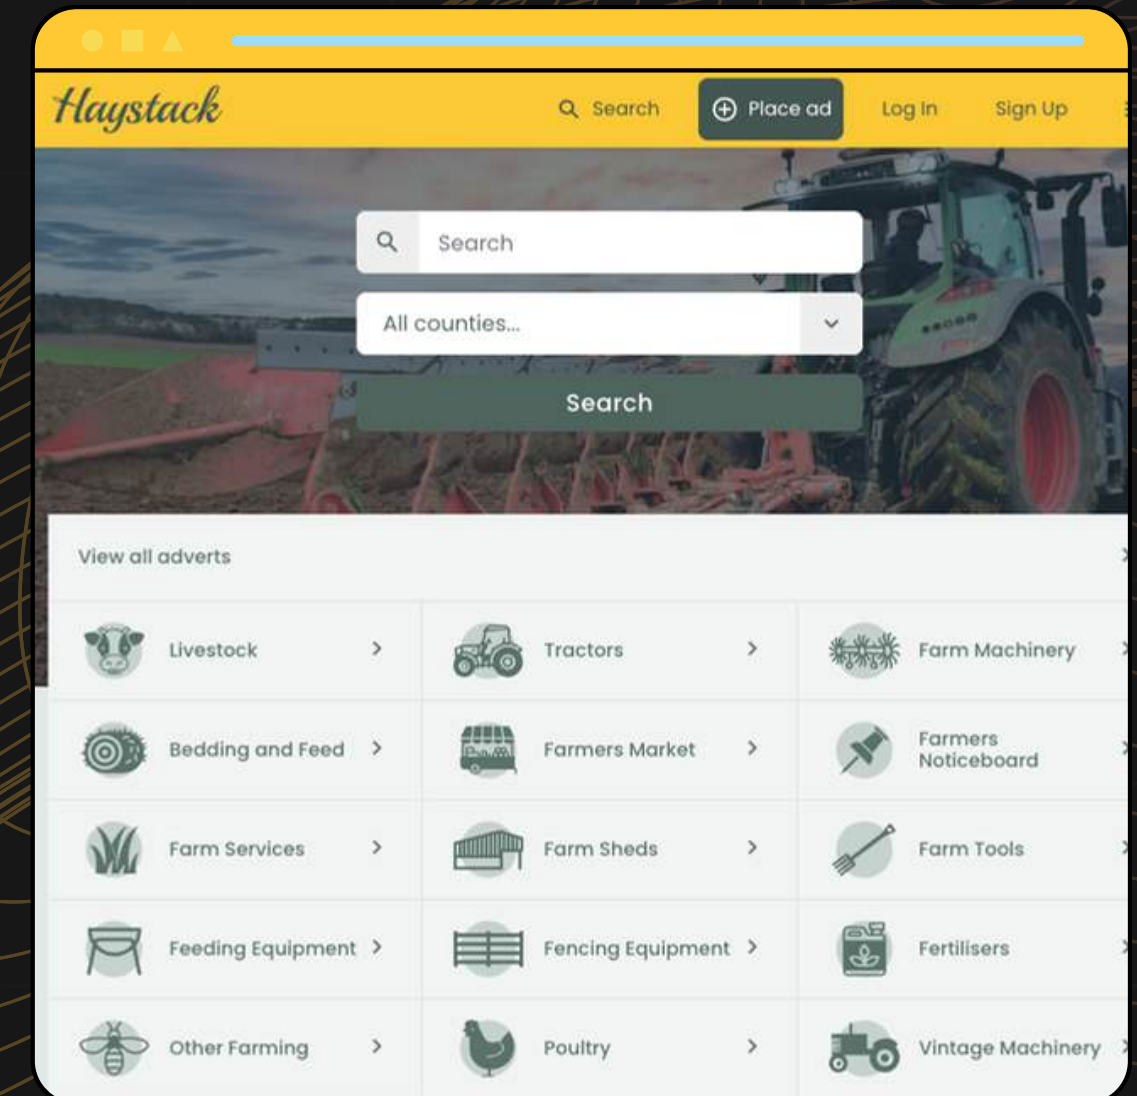 Haystack
Search
Place ad
Log In
Sign Up
Search
All counties...
Search
View all adverts
Livestock
Tractors
Farm Machinery
Bedding and Feed
Farmers Market
Farmers
Noticeboard
Farm Services
Farm Sheds
Farm Tools
Feeding Equipment
Fencing Equipment
Fertilisers
Other Farming
Poultry
Vintage Machinery